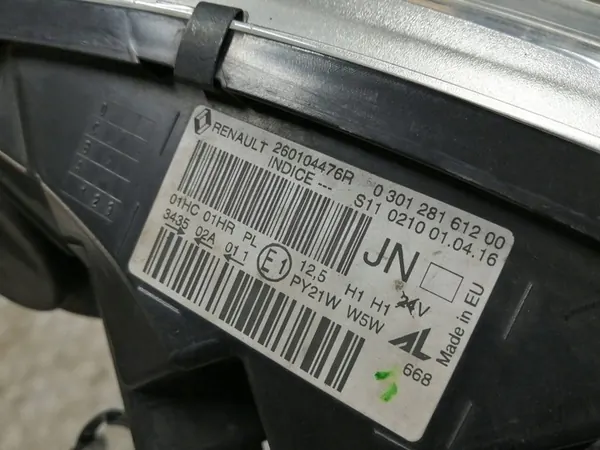 RENAULT 260104476R 0 301 281 612 00
INDICE --- S11 0210 01.04.16
JN
01HC 01HR PL 12,5 H1 H1 24V
3435 02A 01 1 E1 PY21W W5W
AL
668
Made in EU